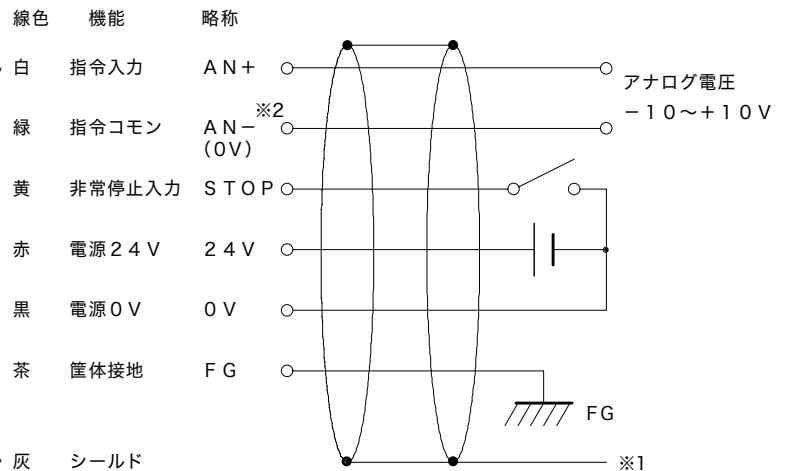 線色 機能 略称
白 指令入力 ＡＮ＋
アナログ電圧
－１０～＋１０Ｖ
※2
緑 指令コモン ＡＮ－
(０Ｖ)
黄 非常停止入力 ＳＴＯＰ
赤 電源２４Ｖ ２４Ｖ
黒 電源０Ｖ ０Ｖ
茶 筐体接地 ＦＧ
ＦＧ
灰 シールド ※1